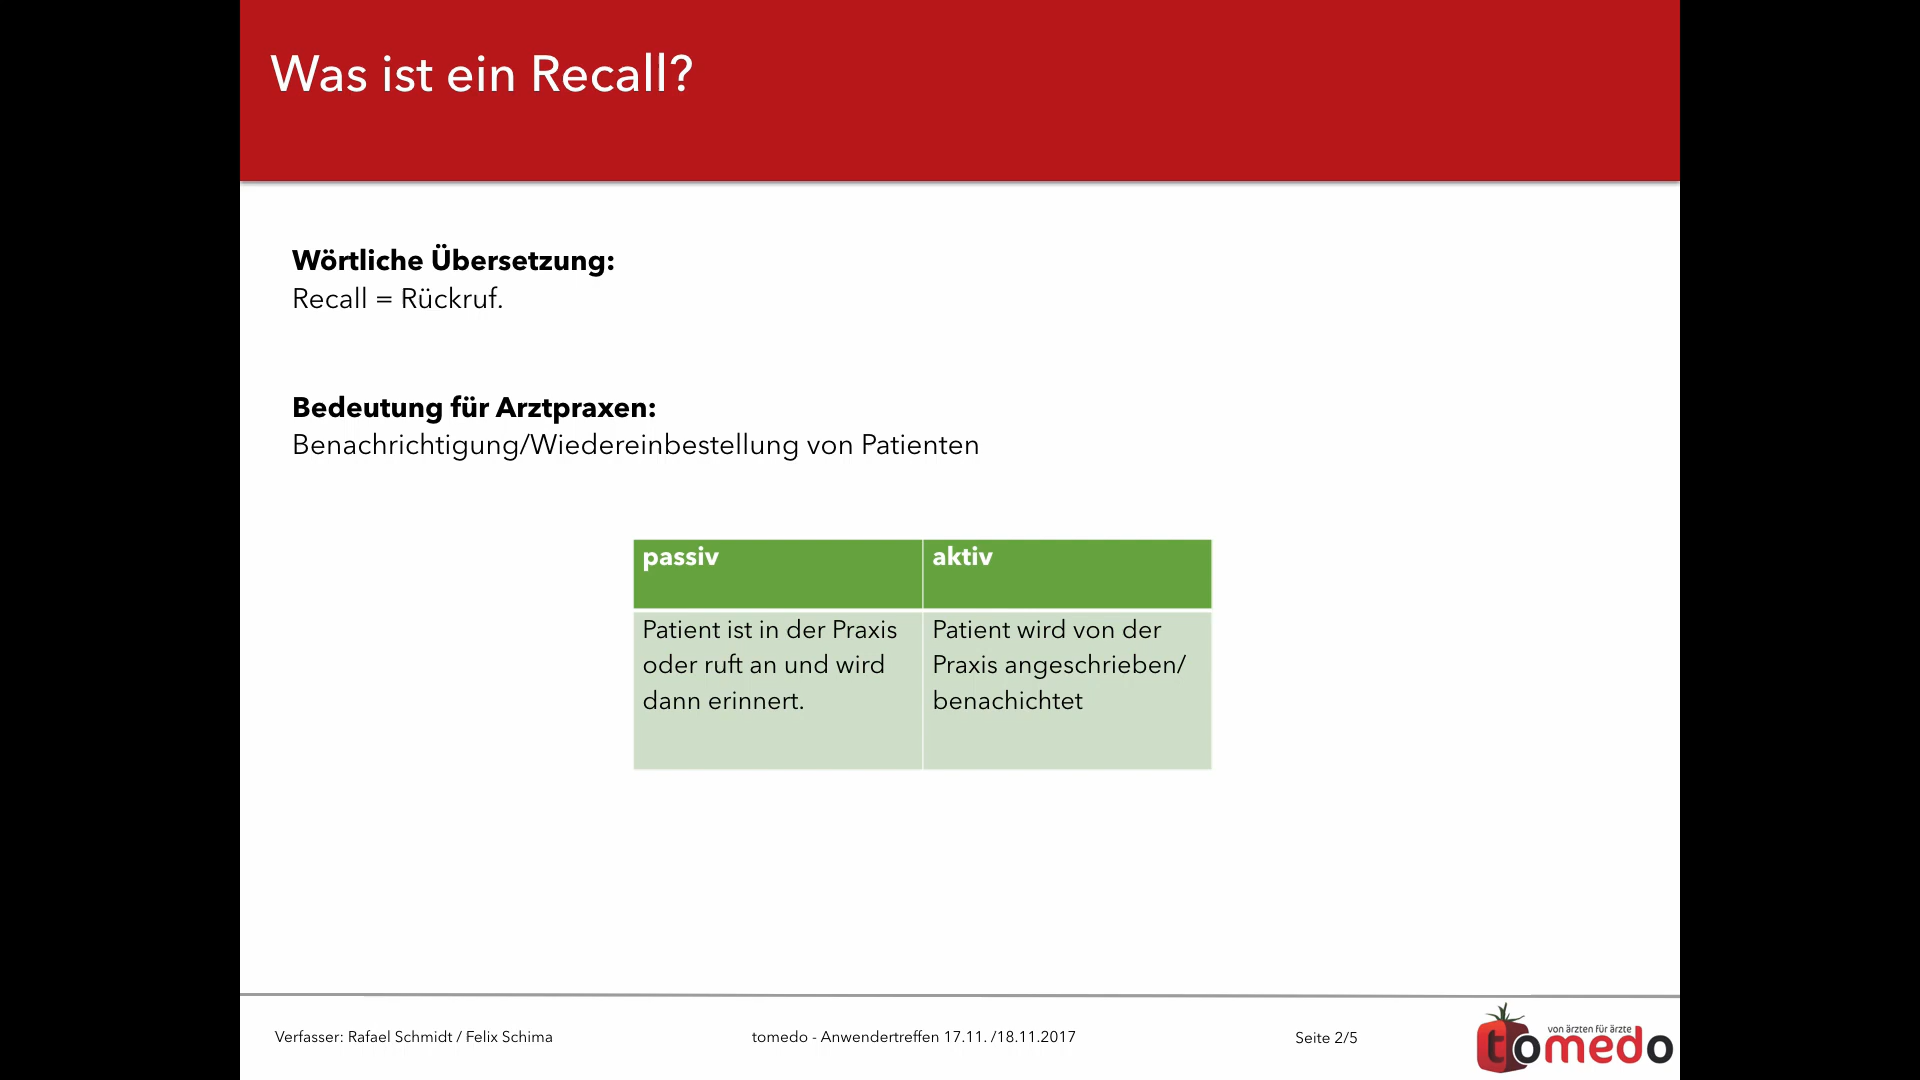 Was ist ein Recall?
Wörtliche Übersetzung:
Recall = Rückruf.
Bedeutung für Arztpraxen:
Benachrichtigung/Wiedereinbestellung von Patienten
passiv
aktiv
Patient ist in der Praxis
oder ruft an und wird
dann erinnert.
Patient wird von der
Praxis angeschrieben/
benachichtet
Verfasser: Rafael Schmidt / Felix Schima
tomedo - Anwendertreffen 17.11. /18.11.2017
Seite 2/5
von ärzten für ärzte
tomedo